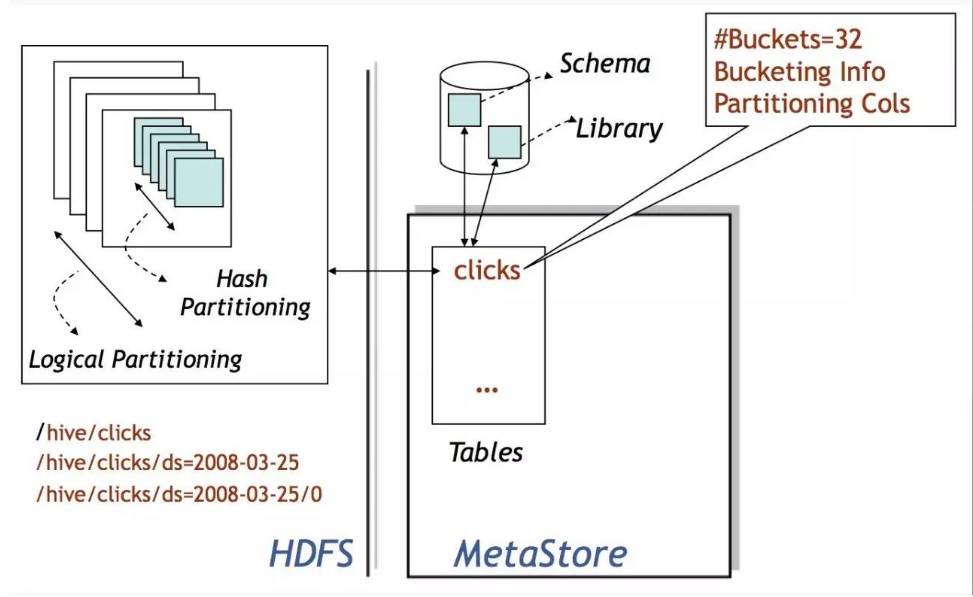 Schema
Library
#Buckets=32
Bucketing Info
Partitioning Cols
Hash
Partitioning
Logical Partitioning
clicks
...
Tables
/hive/clicks
/hive/clicks/ds=2008-03-25
/hive/clicks/ds=2008-03-25/0
HDFS
MetaStore